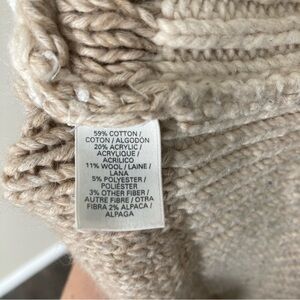 59% COTTON /
COTON / ALGODÓN
20% ACRYLIC /
ACRYLIQUE /
ACRÍLICO
11% WOOL / LAINE /
LANA
5% POLYESTER /
POLIÉSTER
3% OTHER FIBER /
AUTRE FIBRE / OTRA
FIBRA 2% ALPACA /
ALPAGA